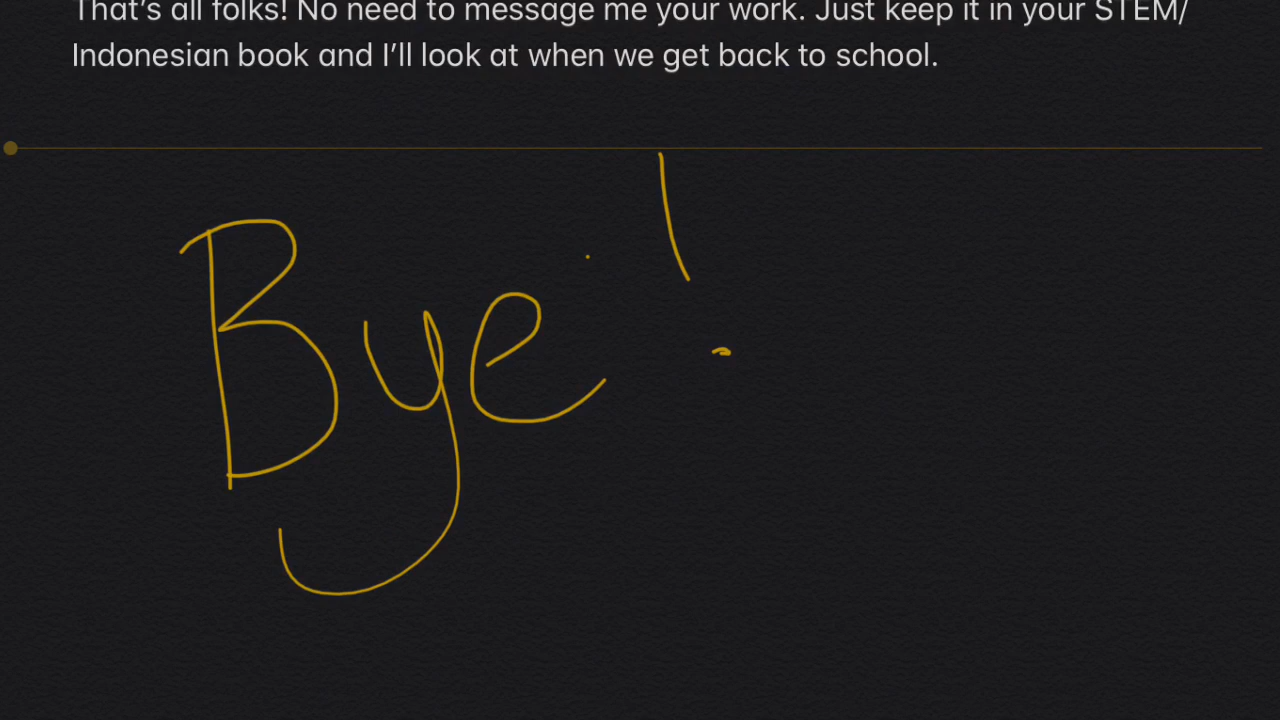 That's all folks! No need to message me your work. Just keep it in your STEM/
Indonesian book and I'll look at when we get back to school.
Bye!